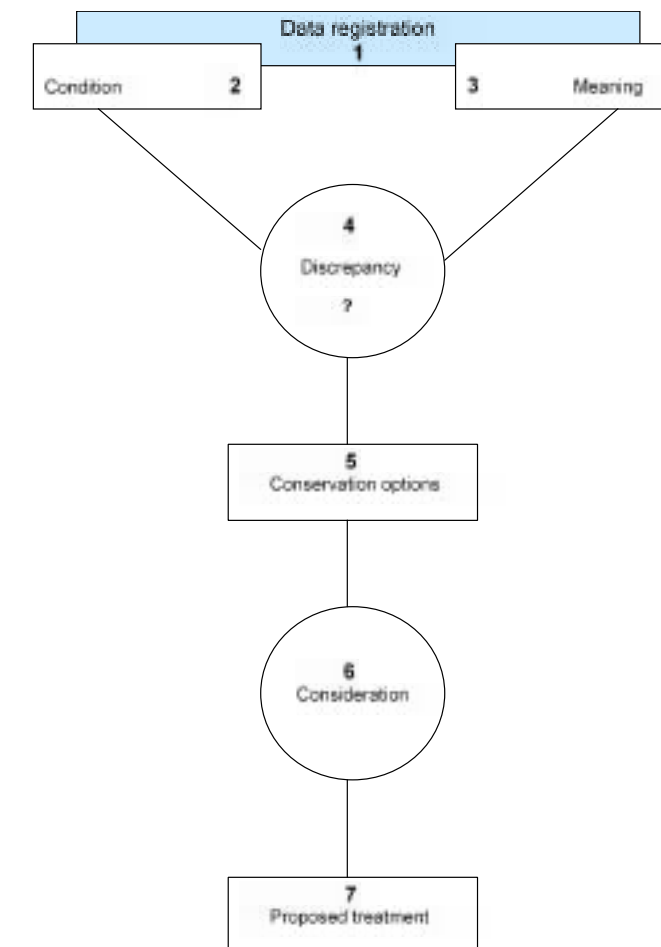 Data registration
1
Condition 2
3 Meaning
4
Discrepancy
?
5
Conservation options
6
Consideration
7
Proposed treatment